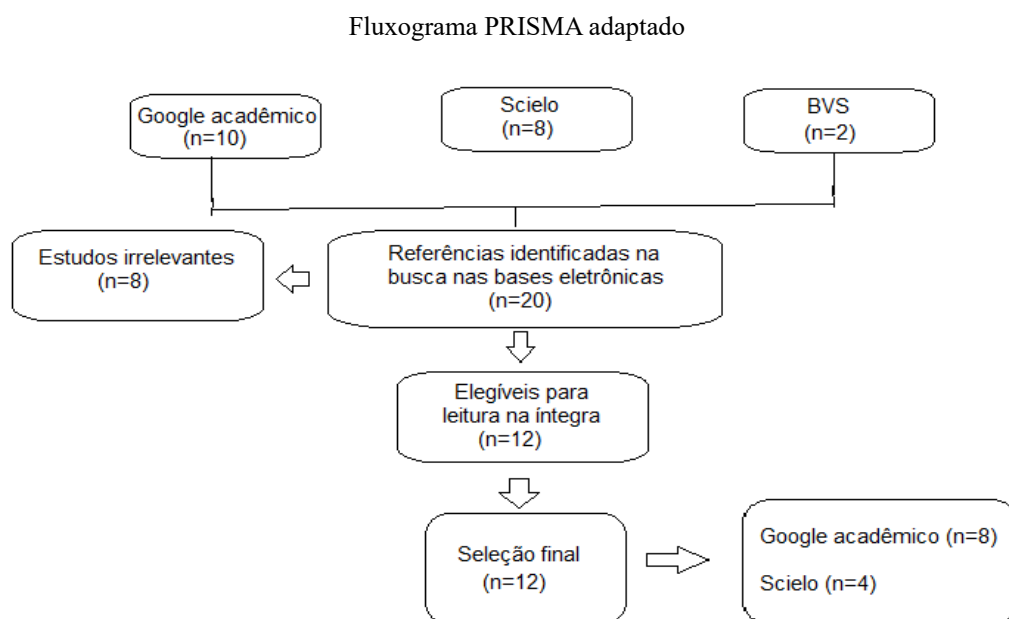 Fluxograma PRISMA adaptado
Google acadêmico
(n=10)
Scielo
(n=8)
BVS
(n=2)
Estudos irrelevantes
(n=8)
Referências identificadas na
busca nas bases eletrônicas
(n=20)
Elegíveis para
leitura na íntegra
(n=12)
Seleção final
(n=12)
Google acadêmico (n=8)
Scielo (n=4)